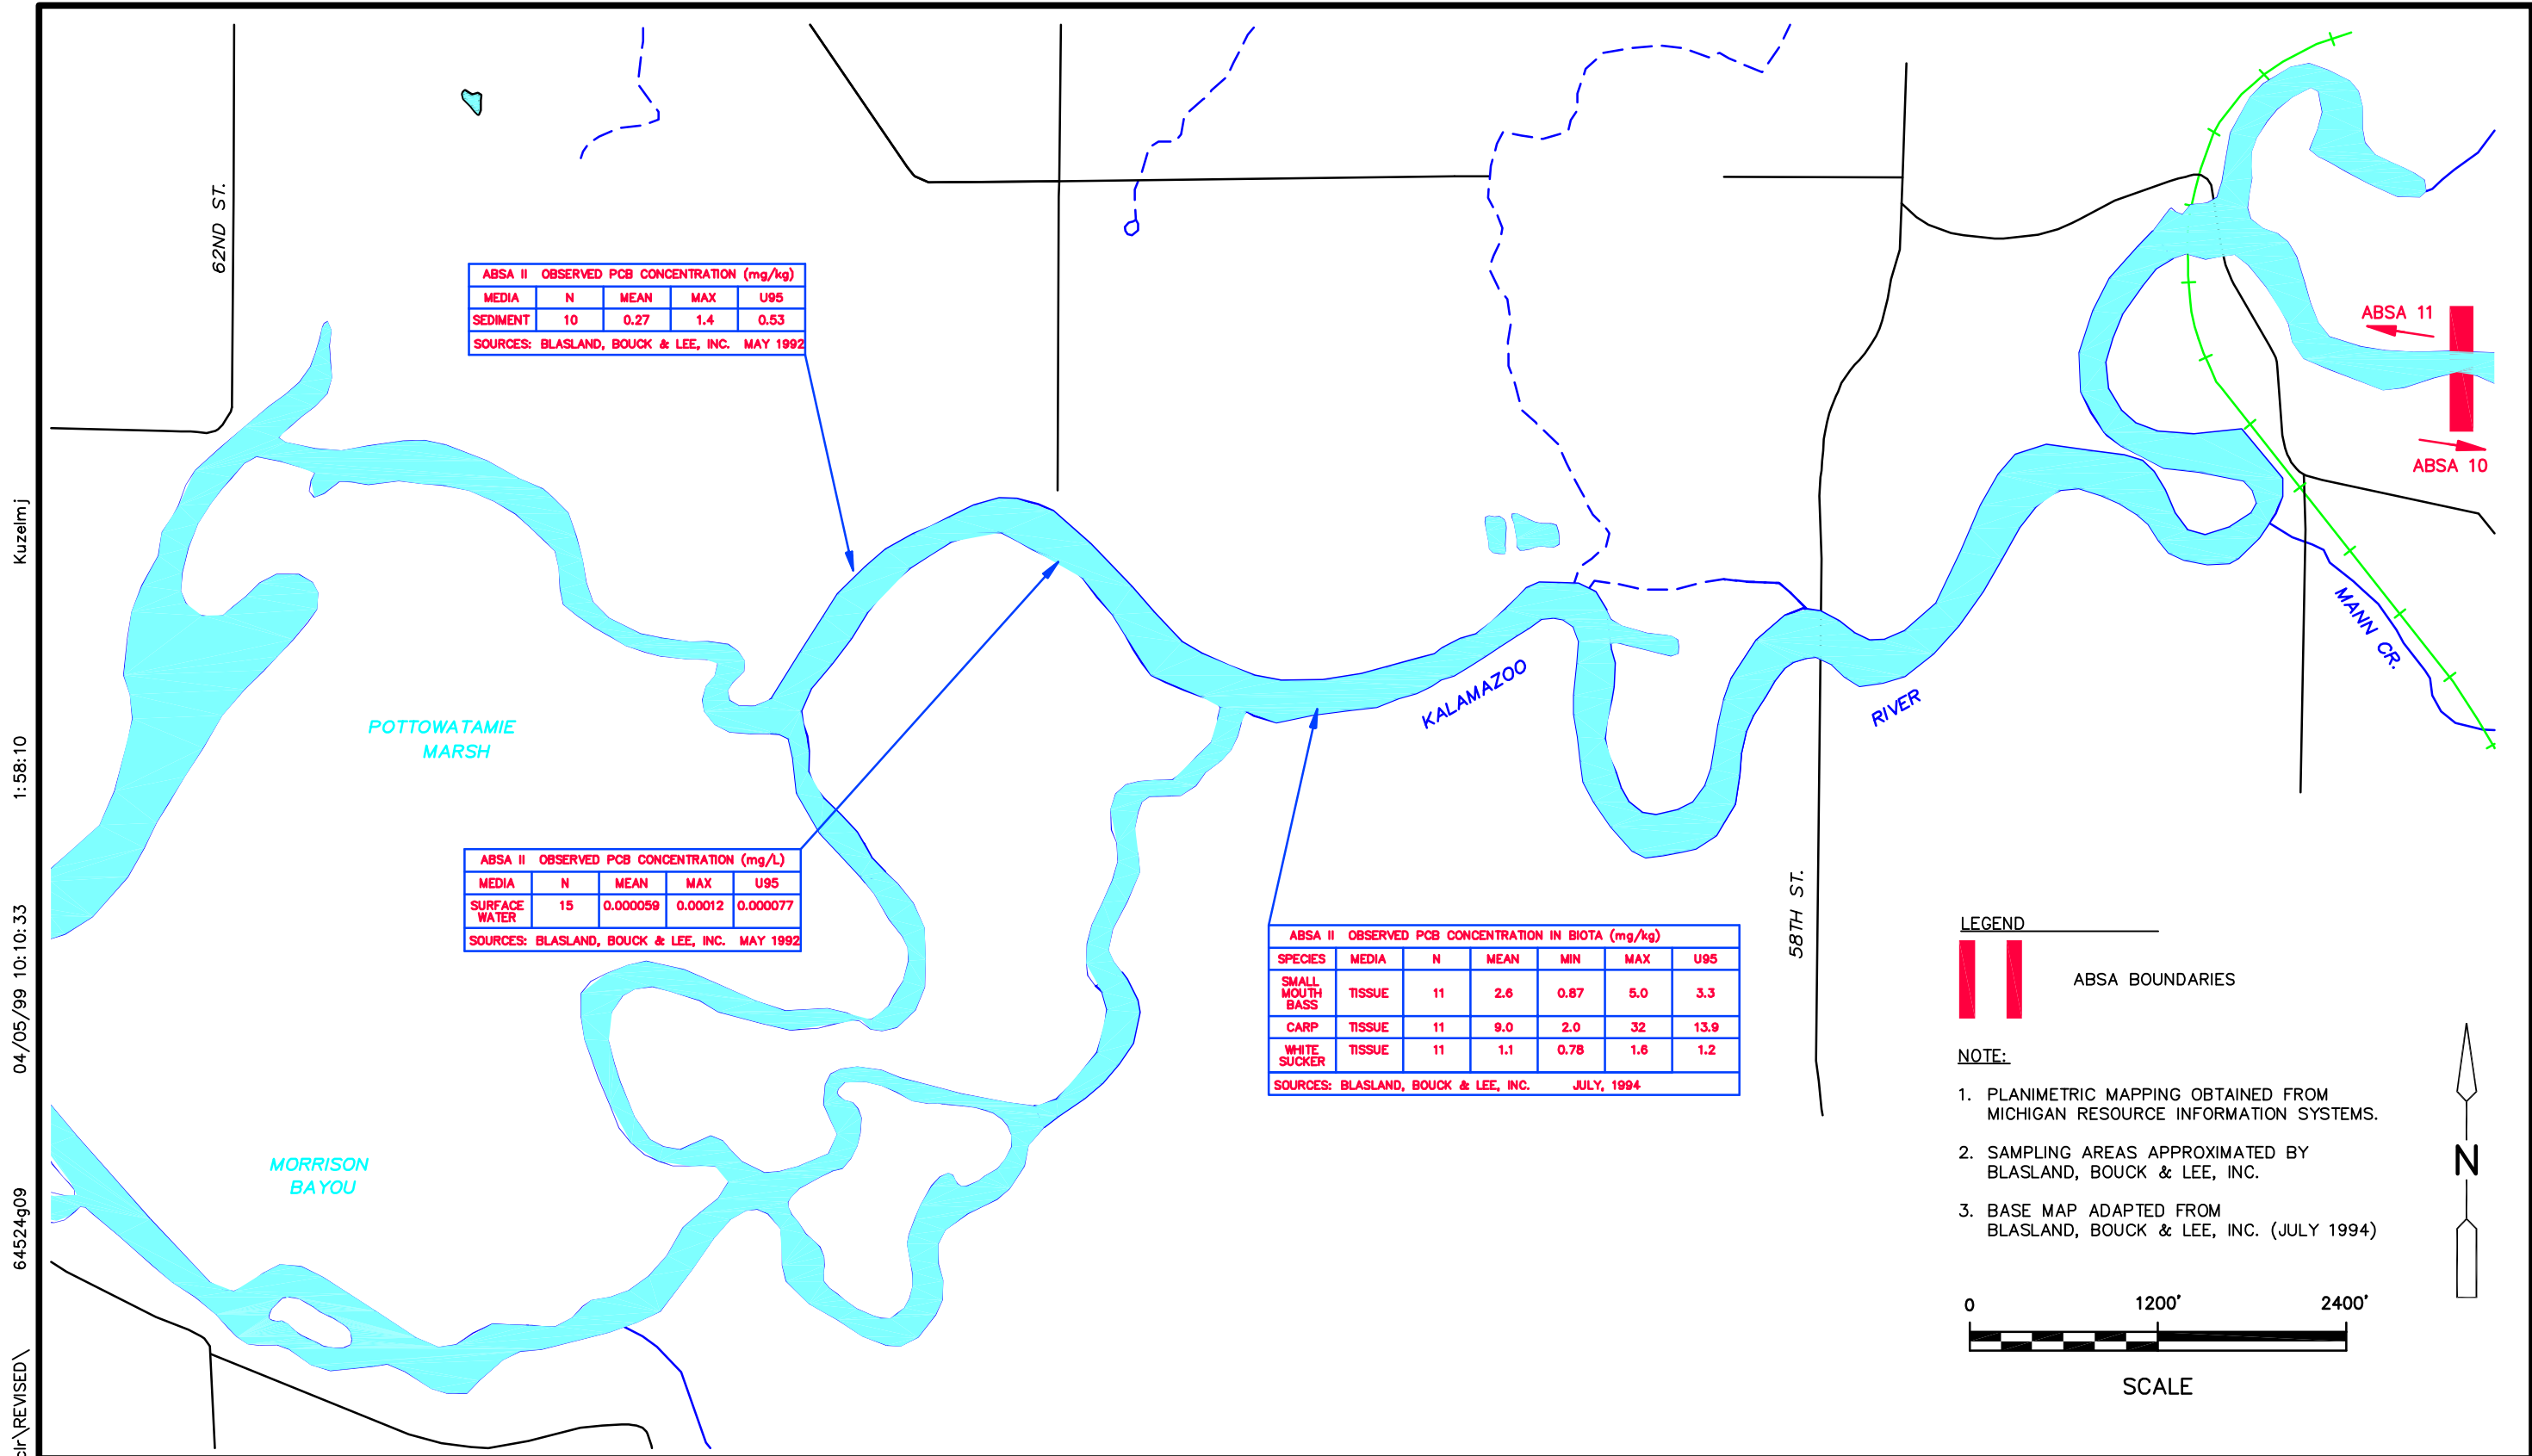 62ND ST.
ABSA II OBSERVED PCB CONCENTRATION (mg/kg)
MEDIA N MEAN MAX U95
SEDIMENT 10 0.27 1.4 0.53
SOURCES: BLASLAND, BOUCK & LEE, INC. MAY 1992
ABSA 11
ABSA 10
MANN CR.
KALAMAZOO
RIVER
POTTOWATAMIE
MARSH
58TH ST.
ABSA II OBSERVED PCB CONCENTRATION (mg/L)
MEDIA N MEAN MAX U95
SURFACE
WATER 15 0.000059 0.00012 0.000077
SOURCES: BLASLAND, BOUCK & LEE, INC. MAY 1992
ABSA II OBSERVED PCB CONCENTRATION IN BIOTA (mg/kg)
SPECIES MEDIA N MEAN MIN MAX U95
SMALL
MOUTH
BASS TISSUE 11 2.6 0.87 5.0 3.3
CARP TISSUE 11 9.0 2.0 32 13.9
WHITE
SUCKER TISSUE 11 1.1 0.78 1.6 1.2
SOURCES: BLASLAND, BOUCK & LEE, INC. JULY, 1994
MORRISON
BAYOU
LEGEND
ABSA BOUNDARIES
NOTE:
1. PLANIMETRIC MAPPING OBTAINED FROM
MICHIGAN RESOURCE INFORMATION SYSTEMS.
2. SAMPLING AREAS APPROXIMATED BY
BLASLAND, BOUCK & LEE, INC.
3. BASE MAP ADAPTED FROM
BLASLAND, BOUCK & LEE, INC. (JULY 1994)
N
0 1200' 2400'
SCALE
clr\REVISED\ 64524g09 04/05/99 10:10:33 1:58:10 Kuzelmj